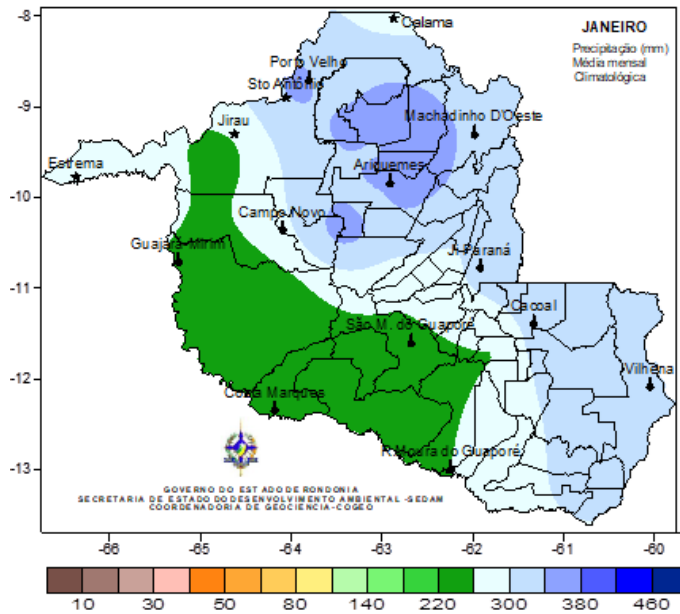 JANEIRO
Precipitação (mm)
Média mensal
Climatológica
-8
-9
-10
-11
-12
-13
Calama
Porto Velho
Sto Antônio
Machadinho D'Oeste
Jirau
Estrema
Ariquemes
Campo Novo
Guajará-Mirim
Ji-Paraná
Cacoal
São M. do Guaporé
Vilhena
Costa Marques
R.Moura do Guaporé
GOVERNO DO ESTADO DE RONDONIA
SECRETARIA DE ESTADO DO DESENVOLVIMENTO AMBIENTAL -SEDAM
COORDENADORIA DE GEOCIENCIA-COGEO
-66 -65 -64 -63 -62 -61 -60
10 30 50 80 140 220 300 380 460